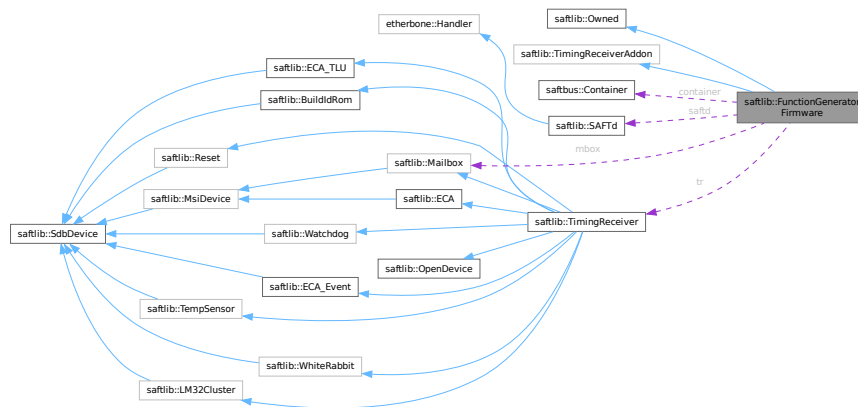 saftlib::Owned
etherbone::Handler
saftlib::TimingReceiverAddon
saftlib::ECA_TLU
saftbus::Container
container
saftlib::FunctionGenerator
Firmware
saftlib::BuildIdRom
saftd
saftlib::SAFTd
mbox
saftlib::Reset
saftlib::Mailbox
tr
saftlib::MsiDevice
saftlib::ECA
saftlib::TimingReceiver
saftlib::SdbDevice
saftlib::Watchdog
saftlib::OpenDevice
saftlib::ECA_Event
saftlib::TempSensor
saftlib::WhiteRabbit
saftlib::LM32Cluster